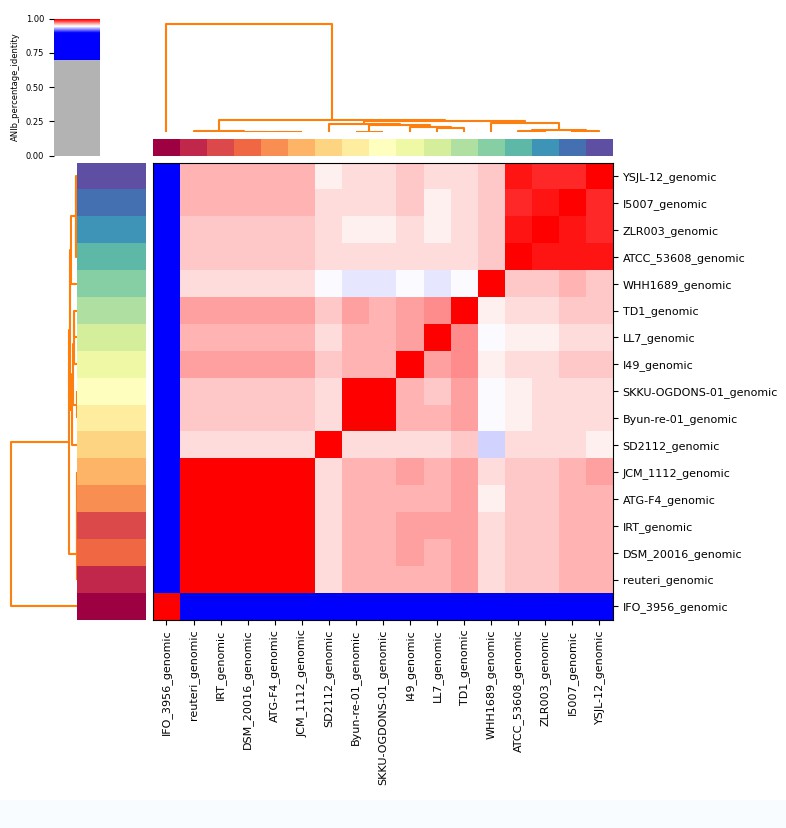 1.00
0.75
0.50
0.25
0.00
ANIb_percentage_identity
YSJL-12_genomic
I5007_genomic
ZLR003_genomic
ATCC_53608_genomic
WHH1689_genomic
TD1_genomic
LL7_genomic
I49_genomic
SKKU-OGDONS-01_genomic
Byun-re-01_genomic
SD2112_genomic
JCM_1112_genomic
ATG-F4_genomic
IRT_genomic
DSM_20016_genomic
reuteri_genomic
IFO_3956_genomic
IFO_3956_genomic
reuteri_genomic
IRT_genomic
DSM_20016_genomic
ATG-F4_genomic
JCM_1112_genomic
SD2112_genomic
Byun-re-01_genomic
SKKU-OGDONS-01_genomic
I49_genomic
LL7_genomic
TD1_genomic
WHH1689_genomic
ATCC_53608_genomic
ZLR003_genomic
I5007_genomic
YSJL-12_genomic